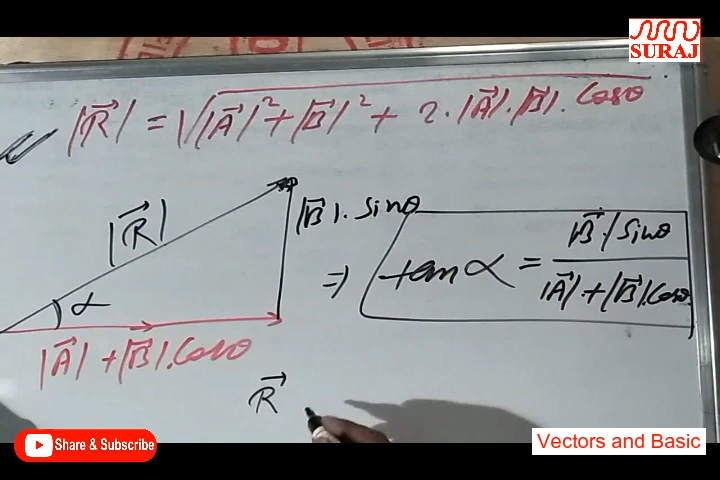 SURAJ
|R⃗| = √|A⃗|² + |B⃗|² + 2.|A⃗|.|B⃗|. Cosθ
|R⃗|
|B⃗|. Sinθ
α
|A⃗| + |B⃗|.Cosθ
⇒ tan α = |B⃗|Sinθ / |A⃗| + |B⃗|.Cosθ
R⃗
Share & Subscribe
Vectors and Basic